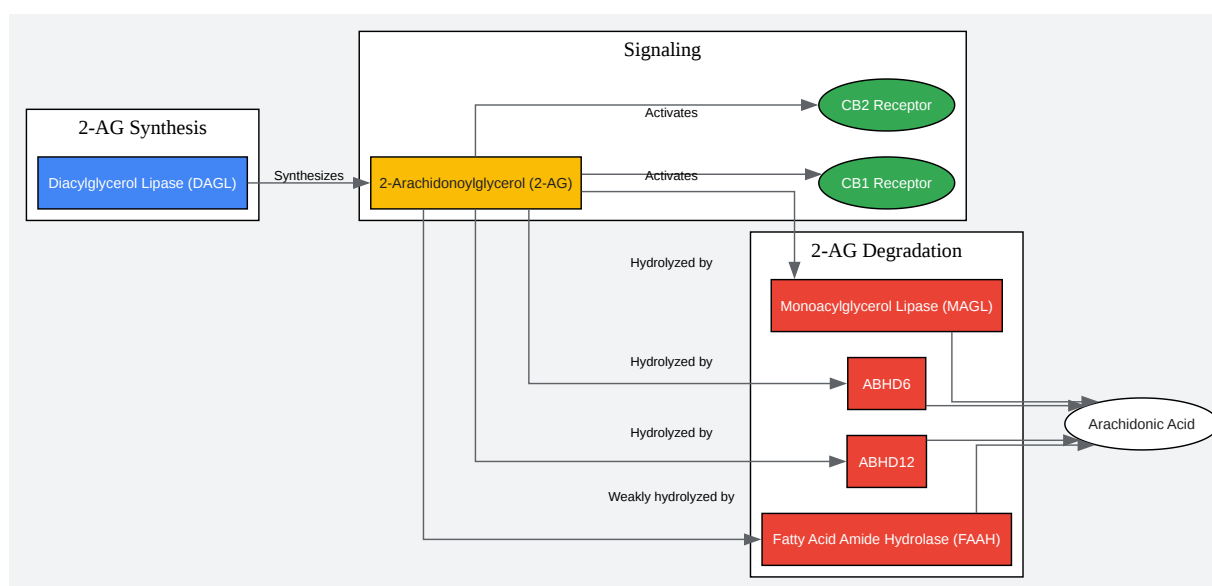 Signaling
CB2 Receptor
Activates
2-AG Synthesis
Diacylglycerol Lipase (DAGL)
Synthesizes
2-Arachidonoylglycerol (2-AG)
Activates
CB1 Receptor
2-AG Degradation
Hydrolyzed by
Monoacylglycerol Lipase (MAGL)
Hydrolyzed by
ABHD6
Arachidonic Acid
Hydrolyzed by
ABHD12
Weakly hydrolyzed by
Fatty Acid Amide Hydrolase (FAAH)